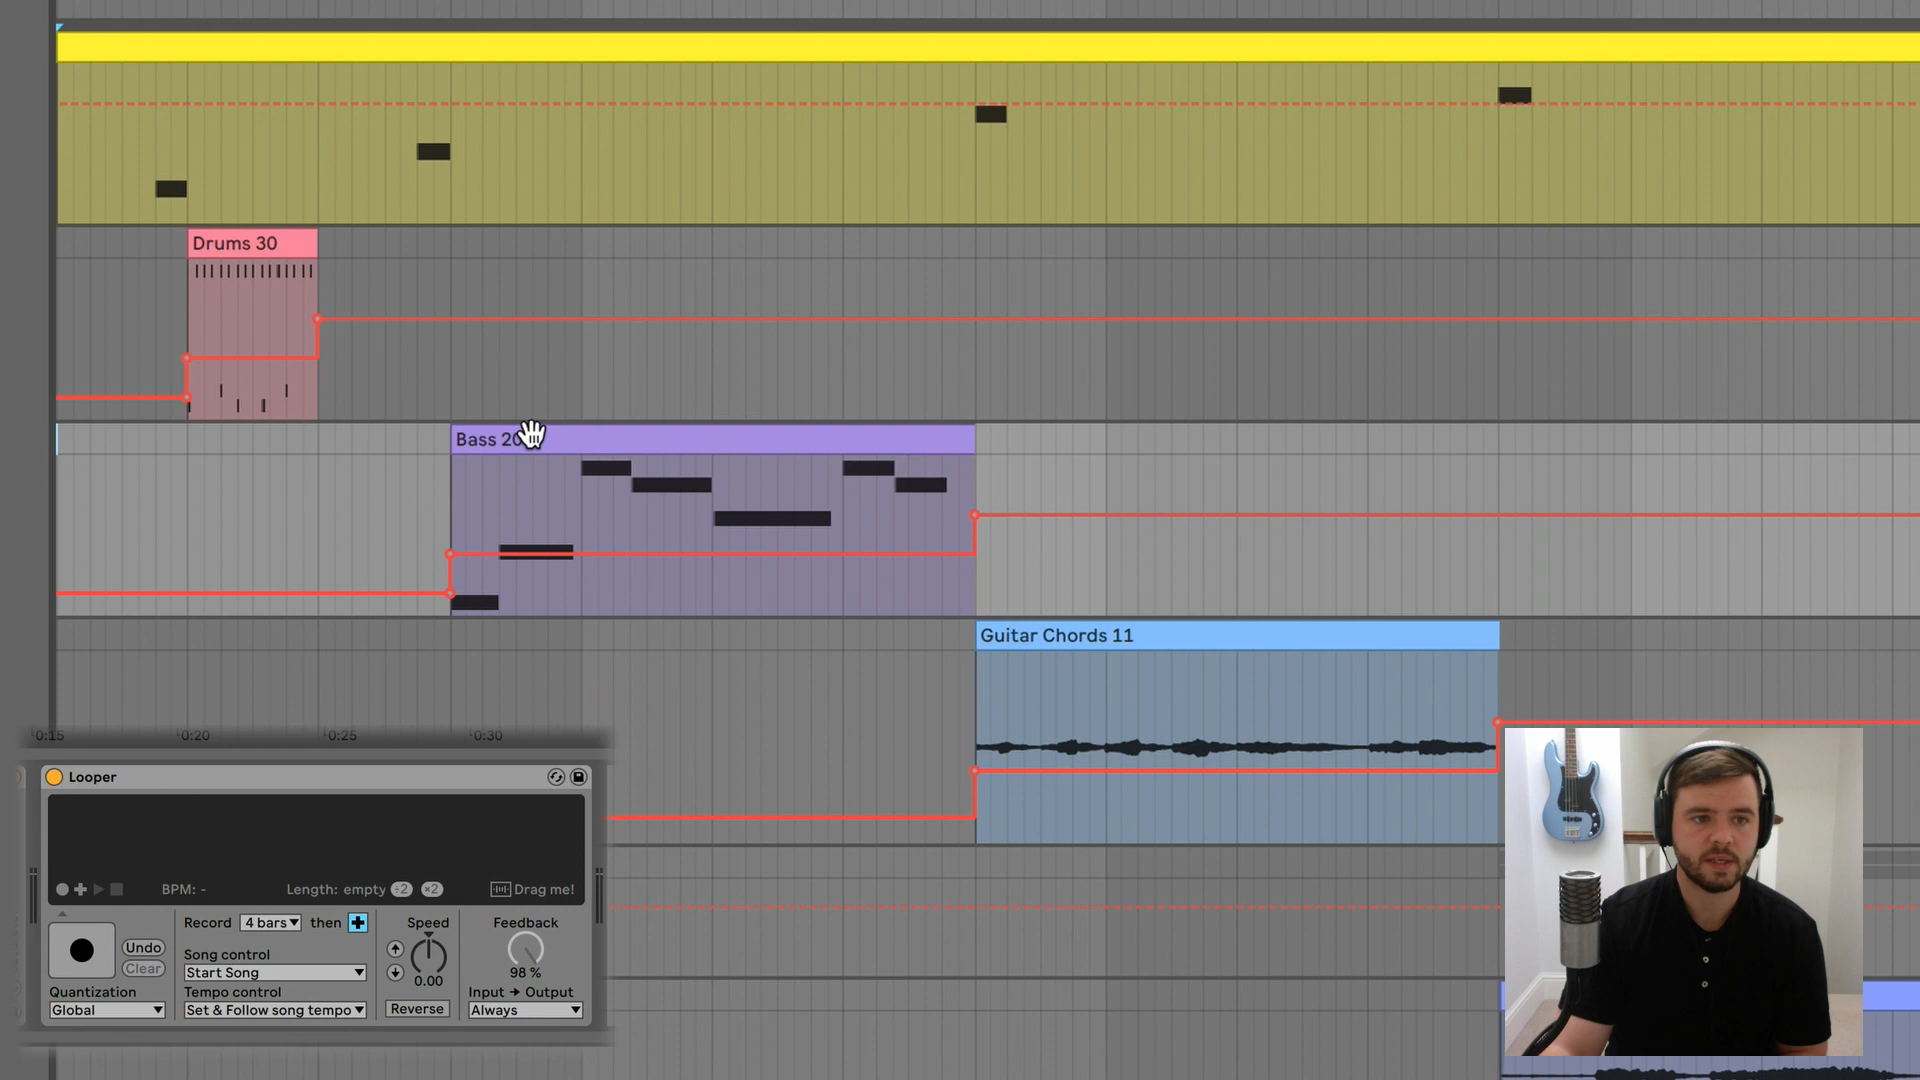 Drums 30
Bass 20
Guitar Chords 11
0:15 0:20 0:25 0:30
Looper
BPM: - Length: empty ÷2 ×2 Drag me!
Record 4 bars then Speed Feedback
Undo
Song control
Clear Start Song 0.00 98 %
Quantization Tempo control Input → Output
Global Set & Follow song tempo Reverse Always